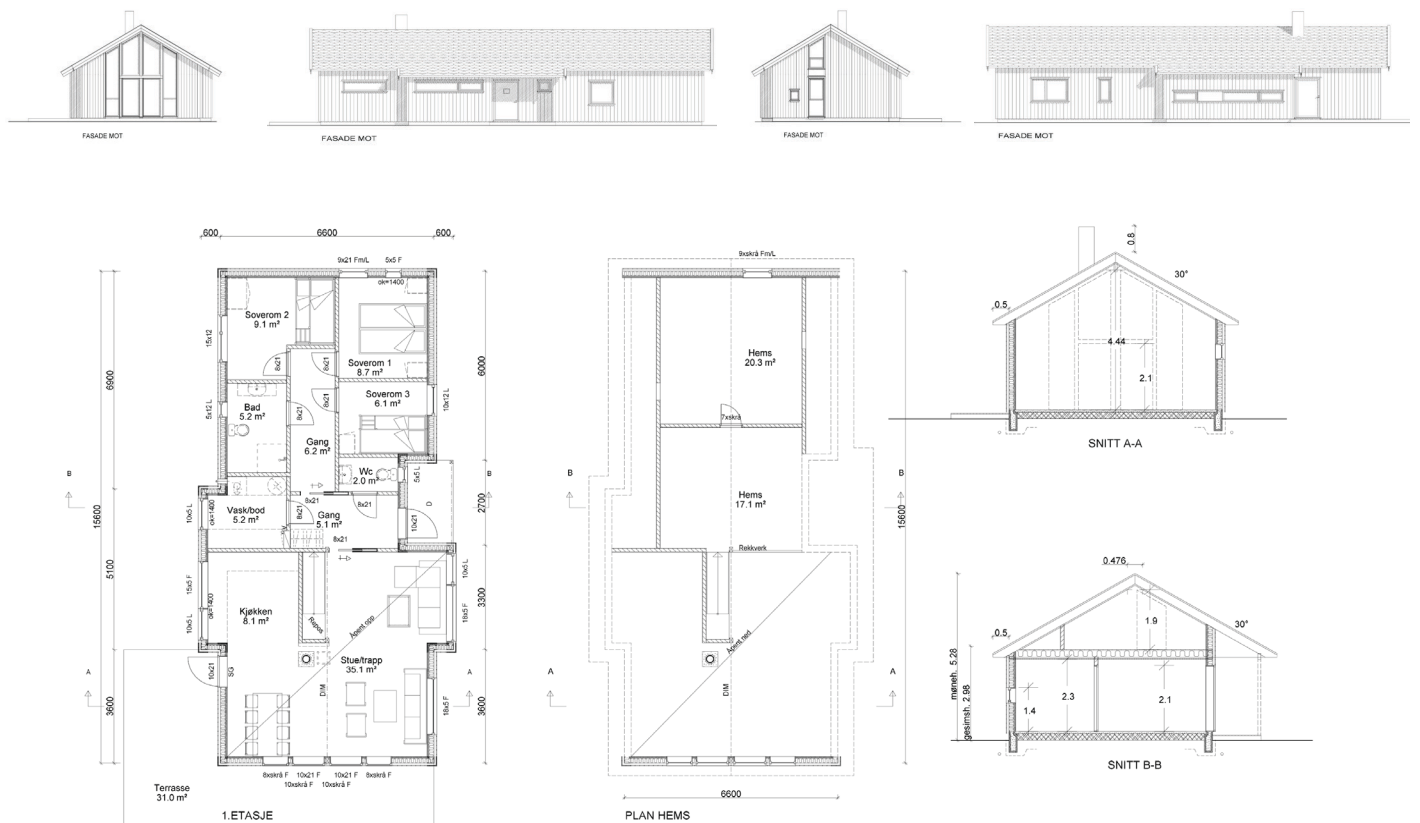 FASADE MOT
FASADE MOT
FASADE MOT
FASADE MOT
600
6600
600
9x21 Fm/L
5x5 F
ok=1400
Soverom 2
9.1 m²
15x12
8x21
8x21
Soverom 1
8.7 m²
6900
6000
5x12 L
Bad
5.2 m²
8x21
8x21
Soverom 3
6.1 m²
10x12 L
Gang
6.2 m²
Wc
2.0 m²
5x5 L
B
B
15600
2700
10x5 L
ok=1400
Vask/bod
5.2 m²
8x21
8x21
8x21
Gang
5.1 m²
8x21
10x21
D
5100
15x5 F
ok=1400
10x5 L
Kjøkken
8.1 m²
Repos
Åpent opp
10x5 L
18x5 F
3300
Stue/trapp
35.1 m²
A
A
10x21
SG
DIM
18x5 F
3600
3600
8xskrå F
10x21 F
10x21 F
8xskrå F
10xskrå F
10xskrå F
Terrasse
31.0 m²
1.ETASJE
9xskrå Fm/L
Hems
20.3 m²
7xskrå
Hems
17.1 m²
B
B
15600
Rekkverk
Åpent ned
DIM
A
A
6600
PLAN HEMS
0.8
30°
0.5
4.44
2.1
SNITT A-A
0.476
30°
0.5
1.9
møneh. 5.28
gesimsh. 2.98
2.3
2.1
1.4
SNITT B-B